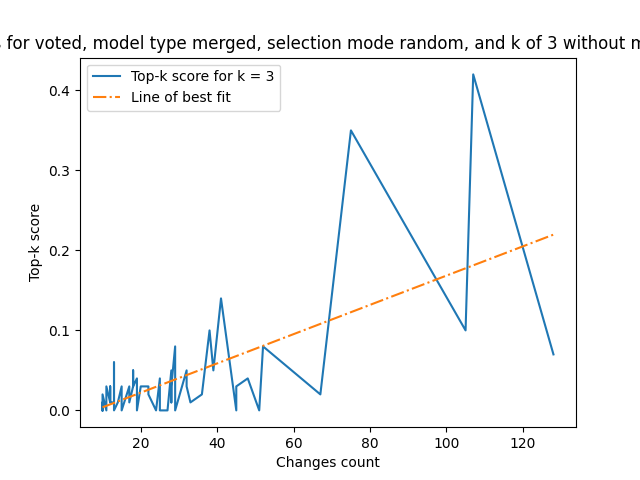 for voted, model type merged, selection mode random, and k of 3 without
Top-k score for k = 3
Line of best fit
Top-k score
0.4
0.3
0.2
0.1
0.0
20 40 60 80 100 120
Changes count